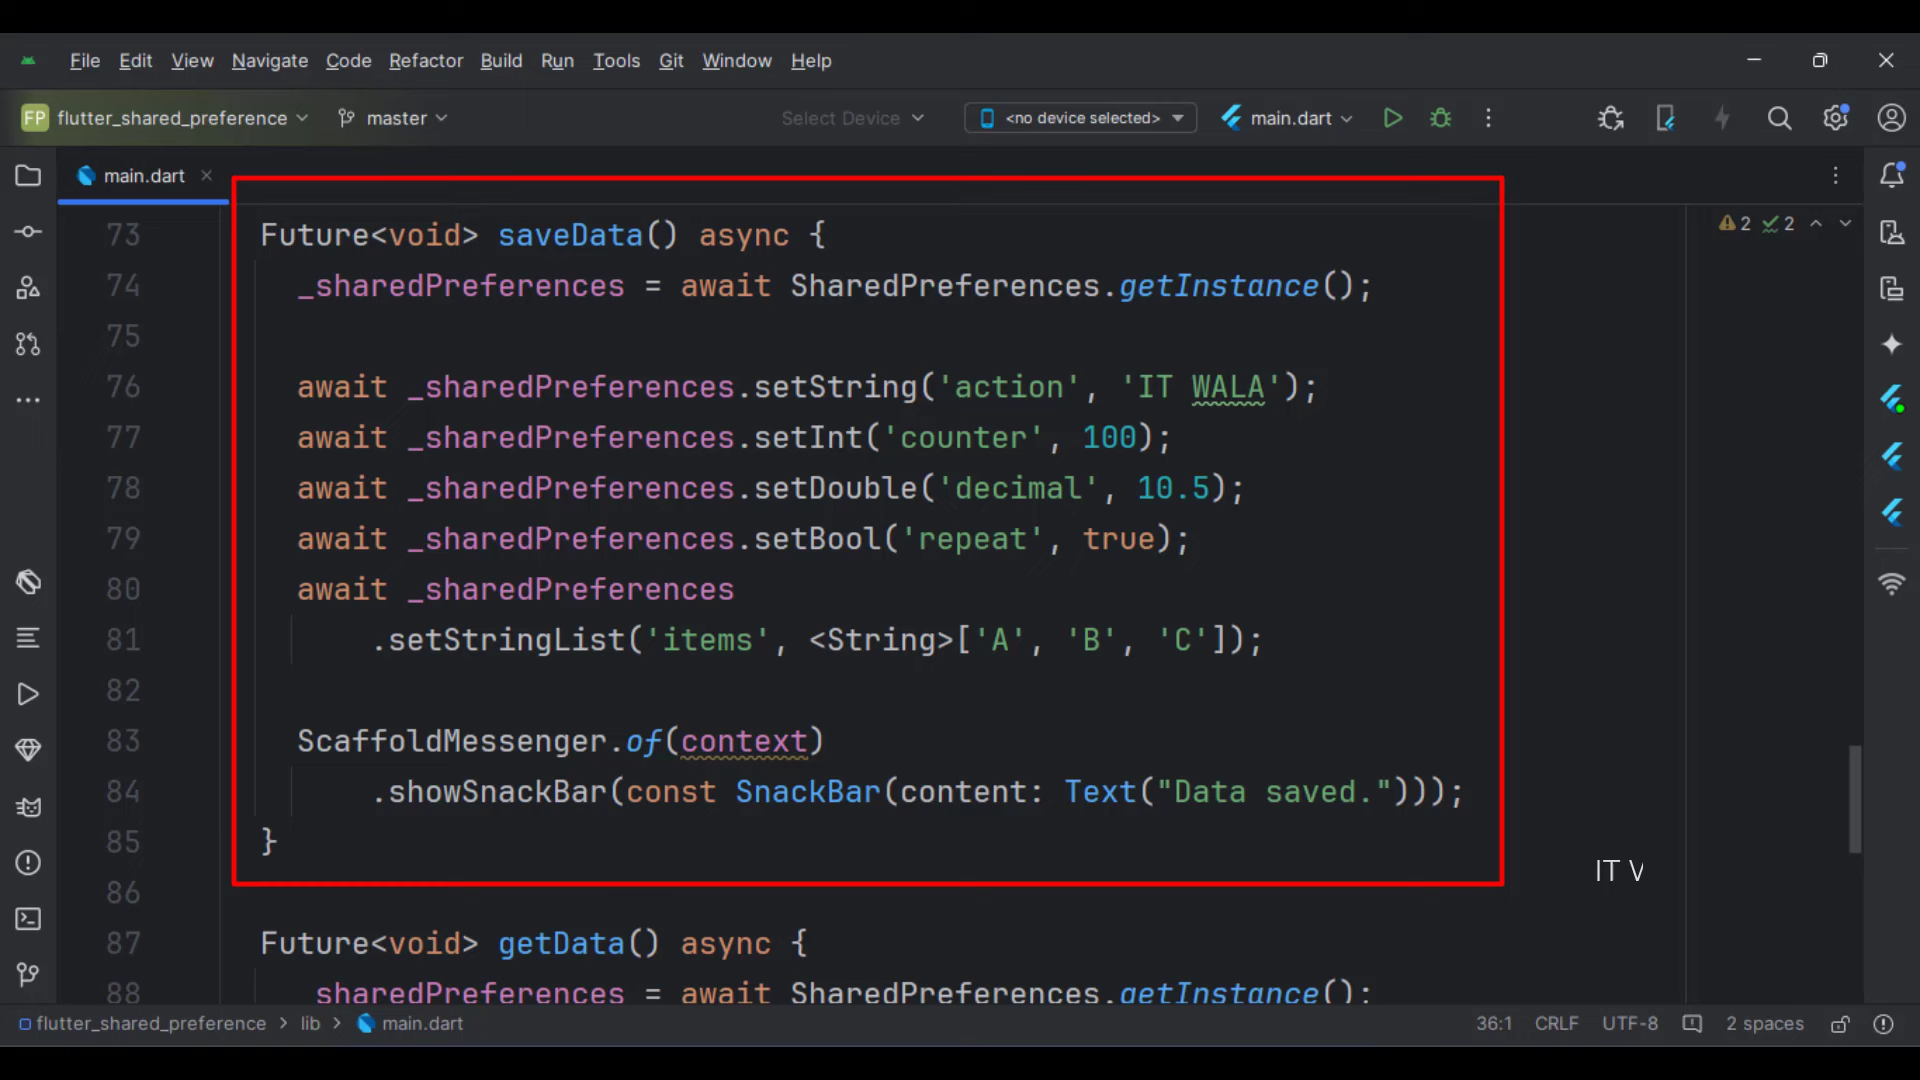 File Edit View Navigate Code Refactor Build Run Tools Git Window Help
FP flutter_shared_preference master Select Device <no device selected> main.dart
main.dart
2 2
73 Future<void> saveData() async {
74 _sharedPreferences = await SharedPreferences.getInstance();
75
76 await _sharedPreferences.setString('action', 'IT WALA');
77 await _sharedPreferences.setInt('counter', 100);
78 await _sharedPreferences.setDouble('decimal', 10.5);
79 await _sharedPreferences.setBool('repeat', true);
80 await _sharedPreferences
81 .setStringList('items', <String>['A', 'B', 'C']);
82
83 ScaffoldMessenger.of(context)
84 .showSnackBar(const SnackBar(content: Text("Data saved.")));
85 }
IT V
86
87 Future<void> getData() async {
88 _sharedPreferences = await SharedPreferences.getInstance();
flutter_shared_preference > lib > main.dart 36:1 CRLF UTF-8 2 spaces